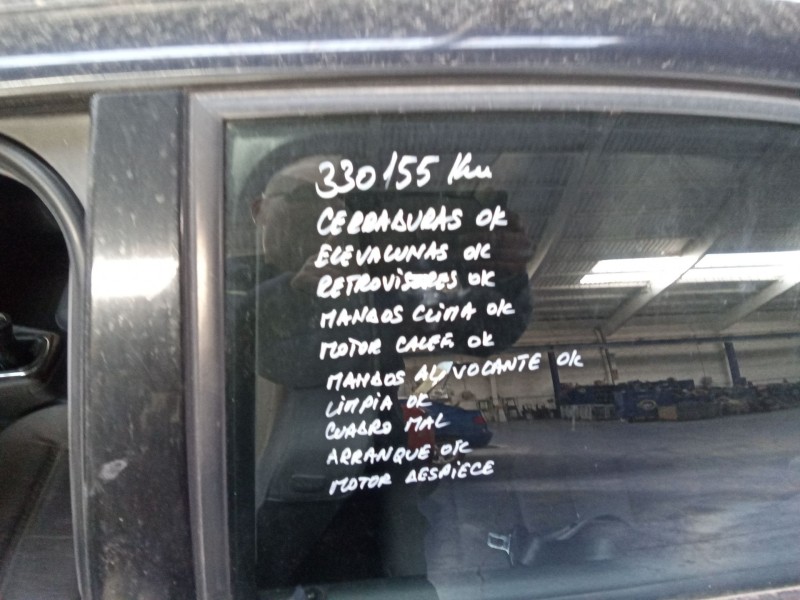 330155 Km
CERRADURAS OK
ELEVALUNAS OK
RETROVISORES OK
MANDOS CLIMA OK
MOTOR CALEF OK
MANDOS AL VOLANTE OK
LIMPIA OK
CUADRO MAL
ARRANQUE OK
MOTOR DESPIECE